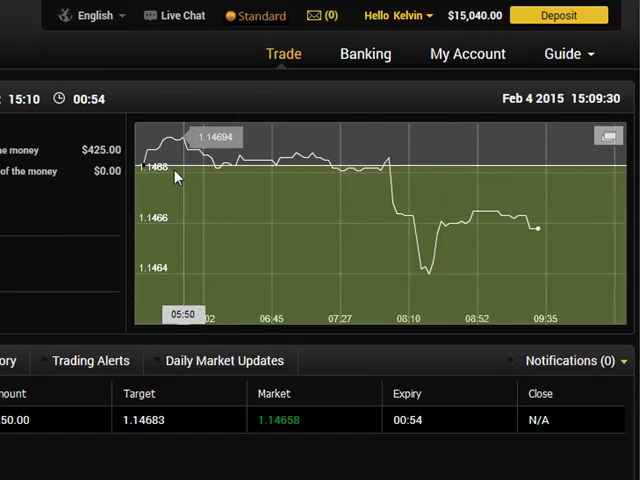 English Live Chat Standard (0) Hello Kelvin $15,040.00 Deposit
Trade Banking My Account Guide
: 15:10 00:54 Feb 4 2015 15:09:30
1.14694
he money $425.00
1.1468
of the money $0.00
1.1466
1.1464
05:50
:02 06:45 07:27 08:10 08:52 09:35
ory Trading Alerts Daily Market Updates Notifications (0)
mount Target Market Expiry Close
50.00 1.14683 1.14658 00:54 N/A